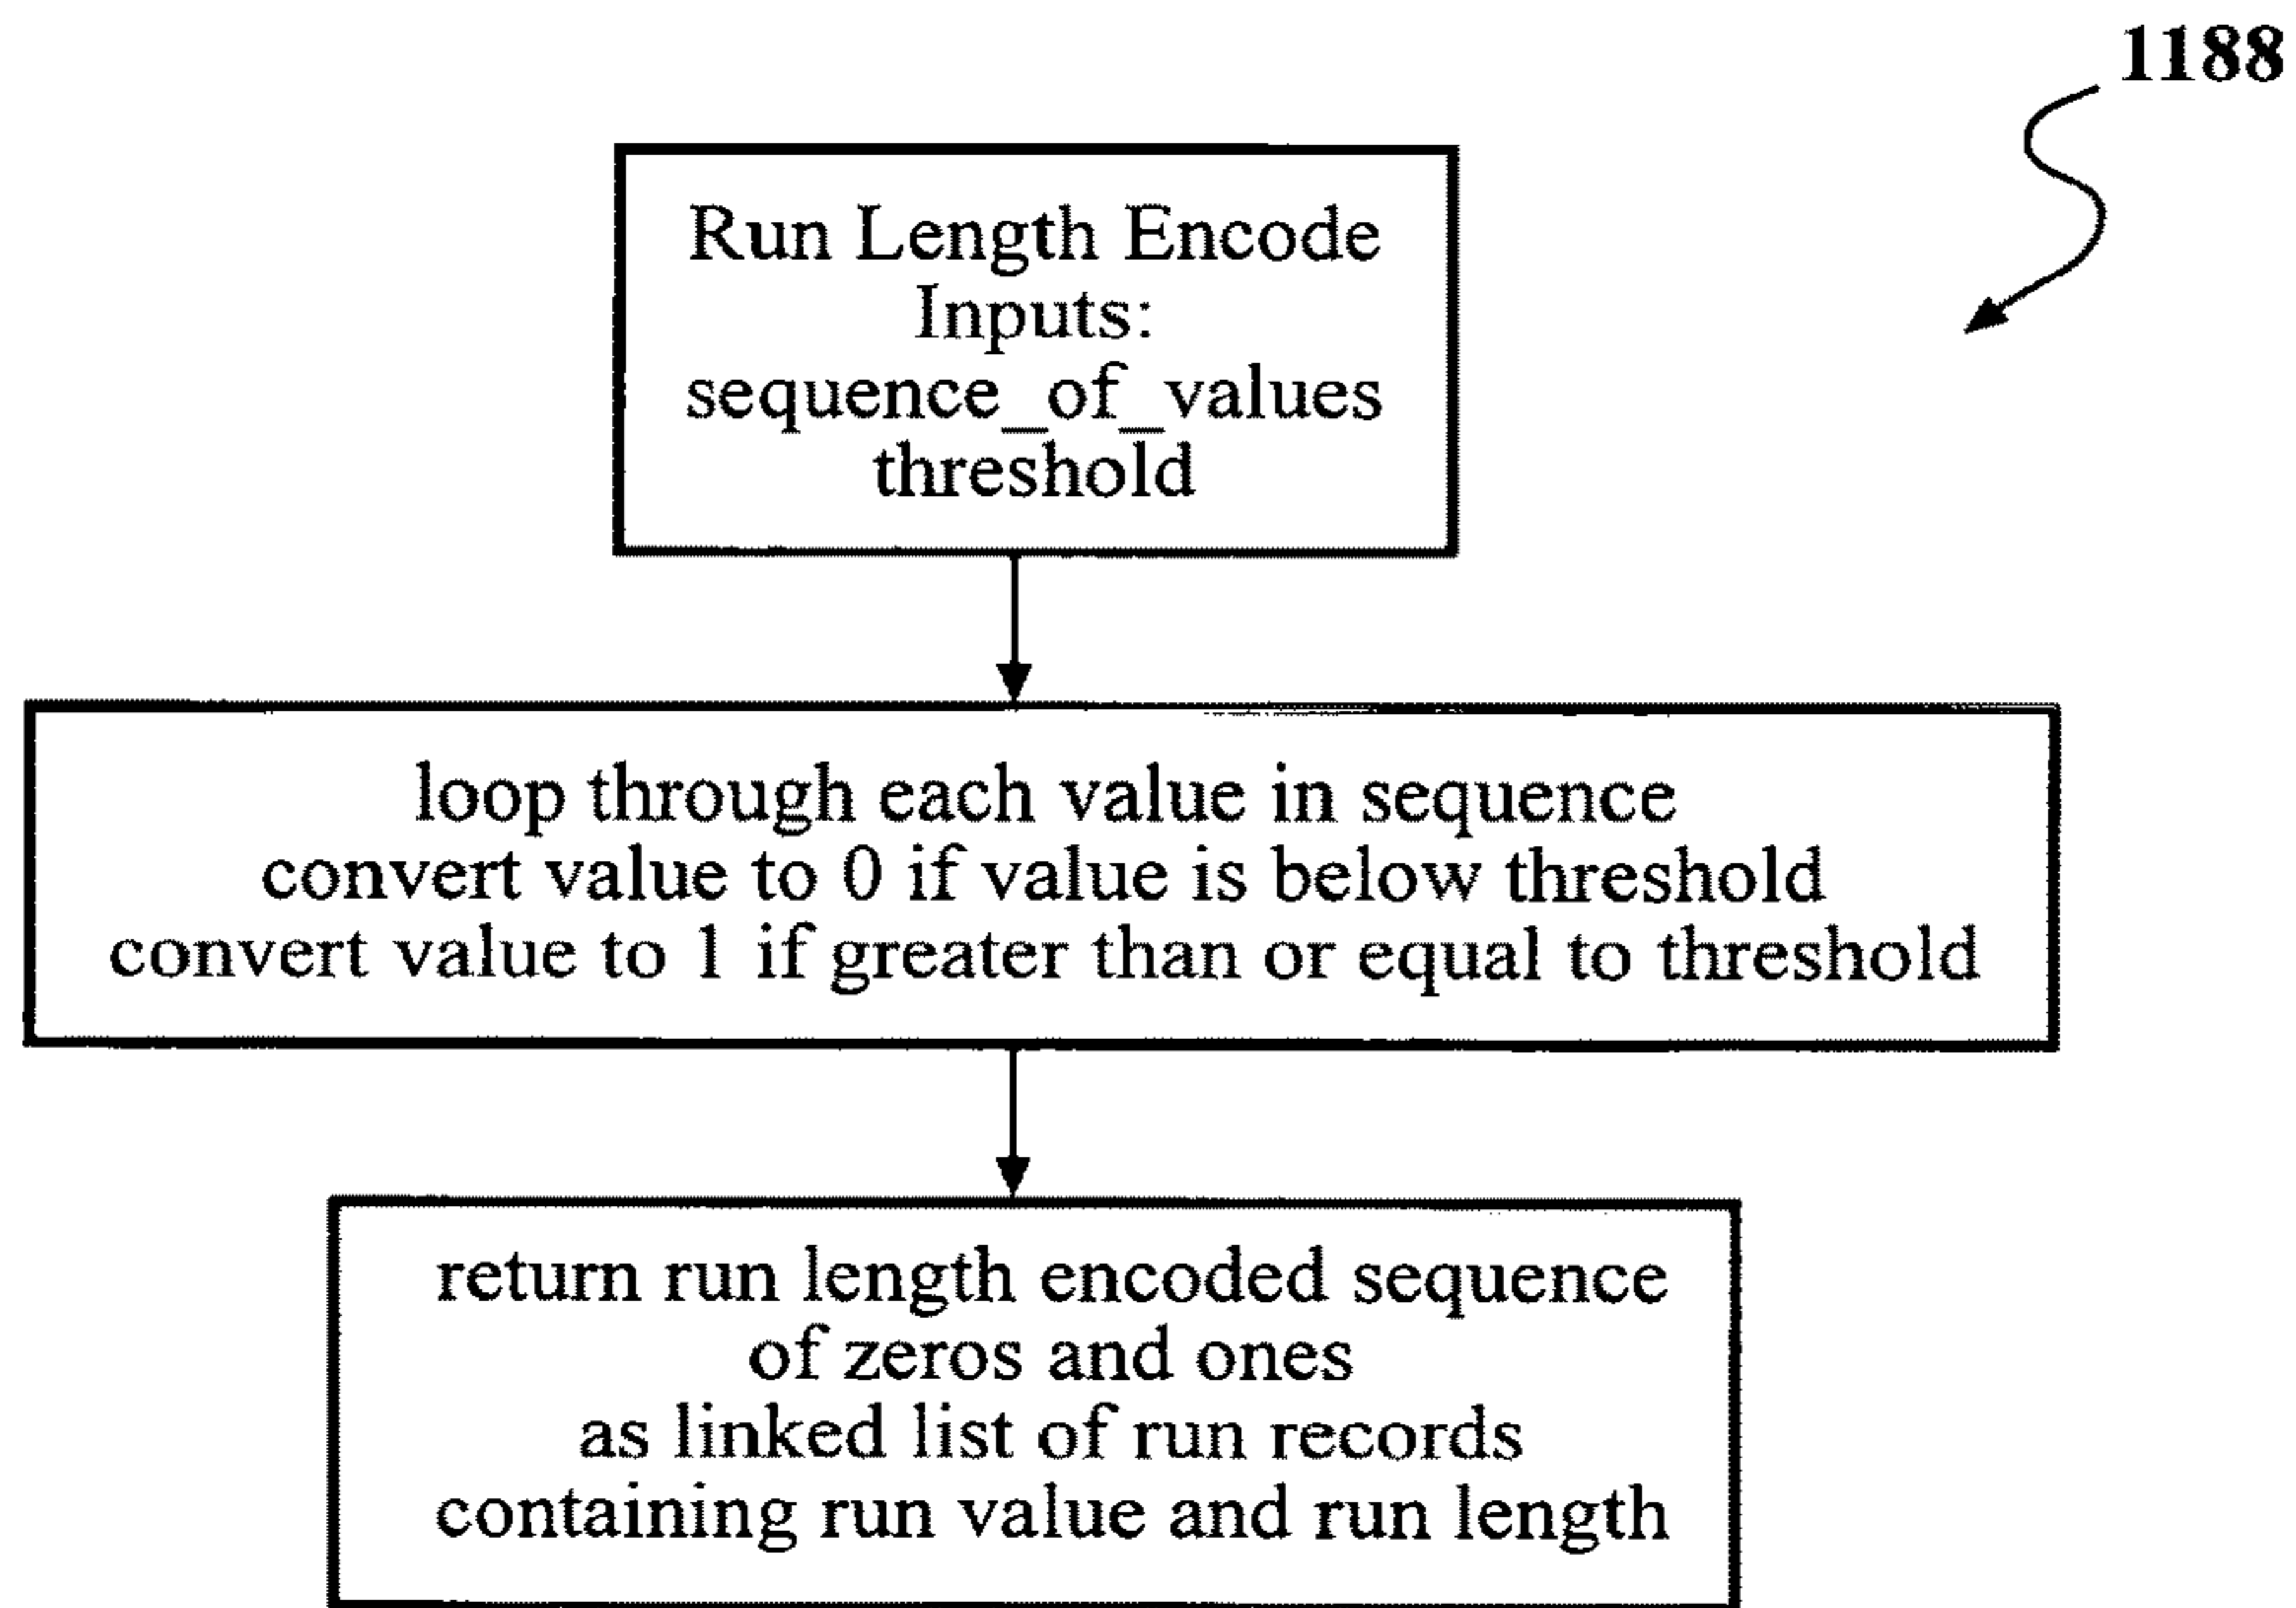 1188
Run Length Encode
Inputs:
sequence_of_values
threshold
loop through each value in sequence
convert value to 0 if value is below threshold
convert value to 1 if greater than or equal to threshold
return run length encoded sequence
of zeros and ones
as linked list of run records
containing run value and run length